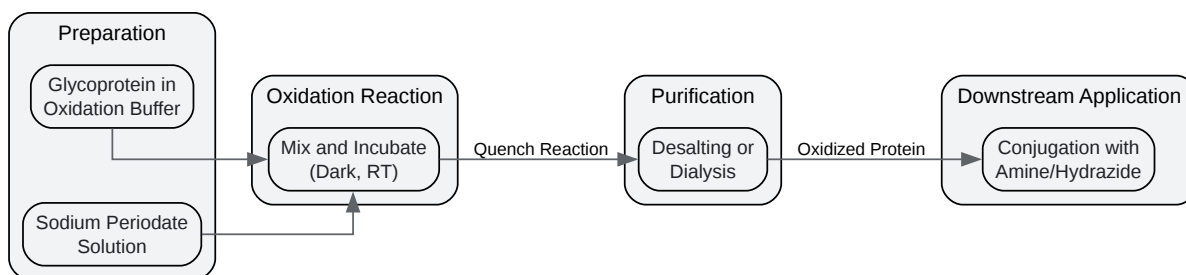 Preparation
Glycoprotein in
Oxidation Buffer
Sodium Periodate
Solution
Oxidation Reaction
Mix and Incubate
(Dark, RT)
Quench Reaction
Purification
Desalting or
Dialysis
Oxidized Protein
Downstream Application
Conjugation with
Amine/Hydrazide